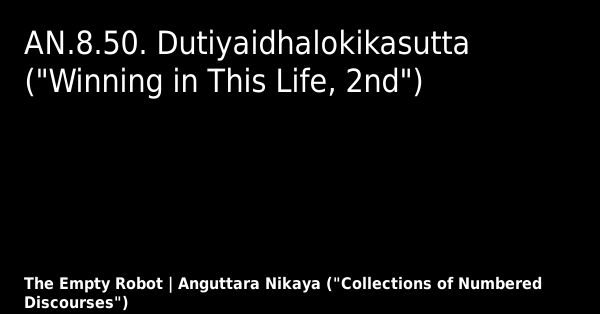 AN.8.50. Dutiyaidhalokikasutta
("Winning in This Life, 2nd")
The Empty Robot | Anguttara Nikaya ("Collections of Numbered
Discourses")